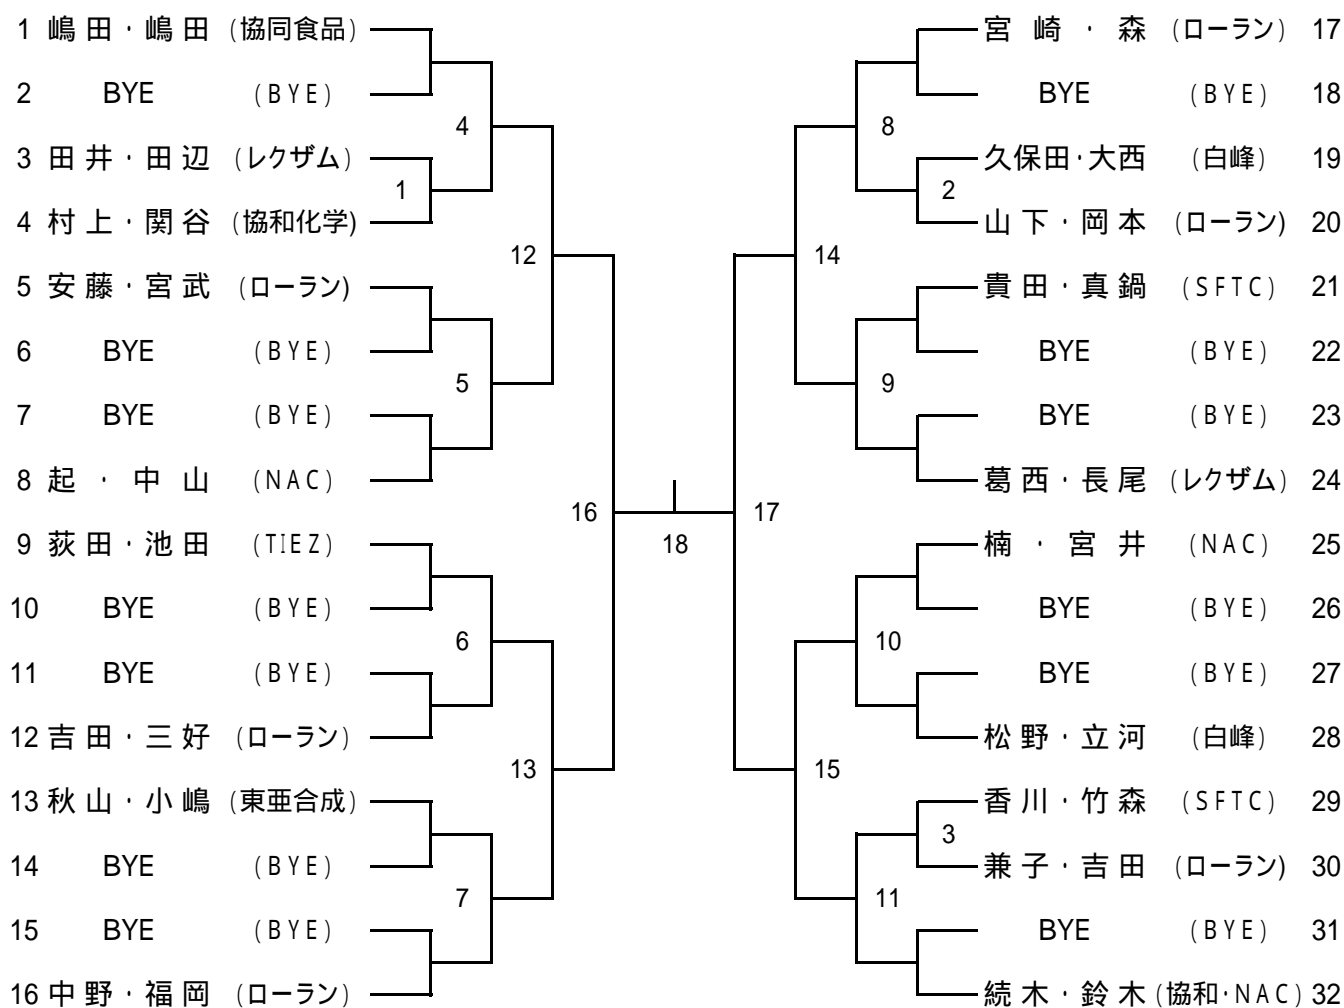 1 嶋田・嶋田 (協同食品)
2 BYE (BYE)
3 田井・田辺 (レクザム)
4 村上・関谷 (協和化学)
5 安藤・宮武 (ローラン)
6 BYE (BYE)
7 BYE (BYE)
8 起・中山 (NAC)
9 荻田・池田 (TIEZ)
10 BYE (BYE)
11 BYE (BYE)
12 吉田・三好 (ローラン)
13 秋山・小嶋 (東亜合成)
14 BYE (BYE)
15 BYE (BYE)
16 中野・福岡 (ローラン)
4
1
12
5
16
6
13
7
18
宮崎・森 (ローラン) 17
BYE (BYE) 18
久保田・大西 (白峰) 19
山下・岡本 (ローラン) 20
貴田・真鍋 (SFTC) 21
BYE (BYE) 22
BYE (BYE) 23
葛西・長尾 (レクザム) 24
楠・宮井 (NAC) 25
BYE (BYE) 26
BYE (BYE) 27
松野・立河 (白峰) 28
香川・竹森 (SFTC) 29
兼子・吉田 (ローラン) 30
BYE (BYE) 31
続木・鈴木 (協和・NAC) 32
8
2
14
9
17
10
15
3
11